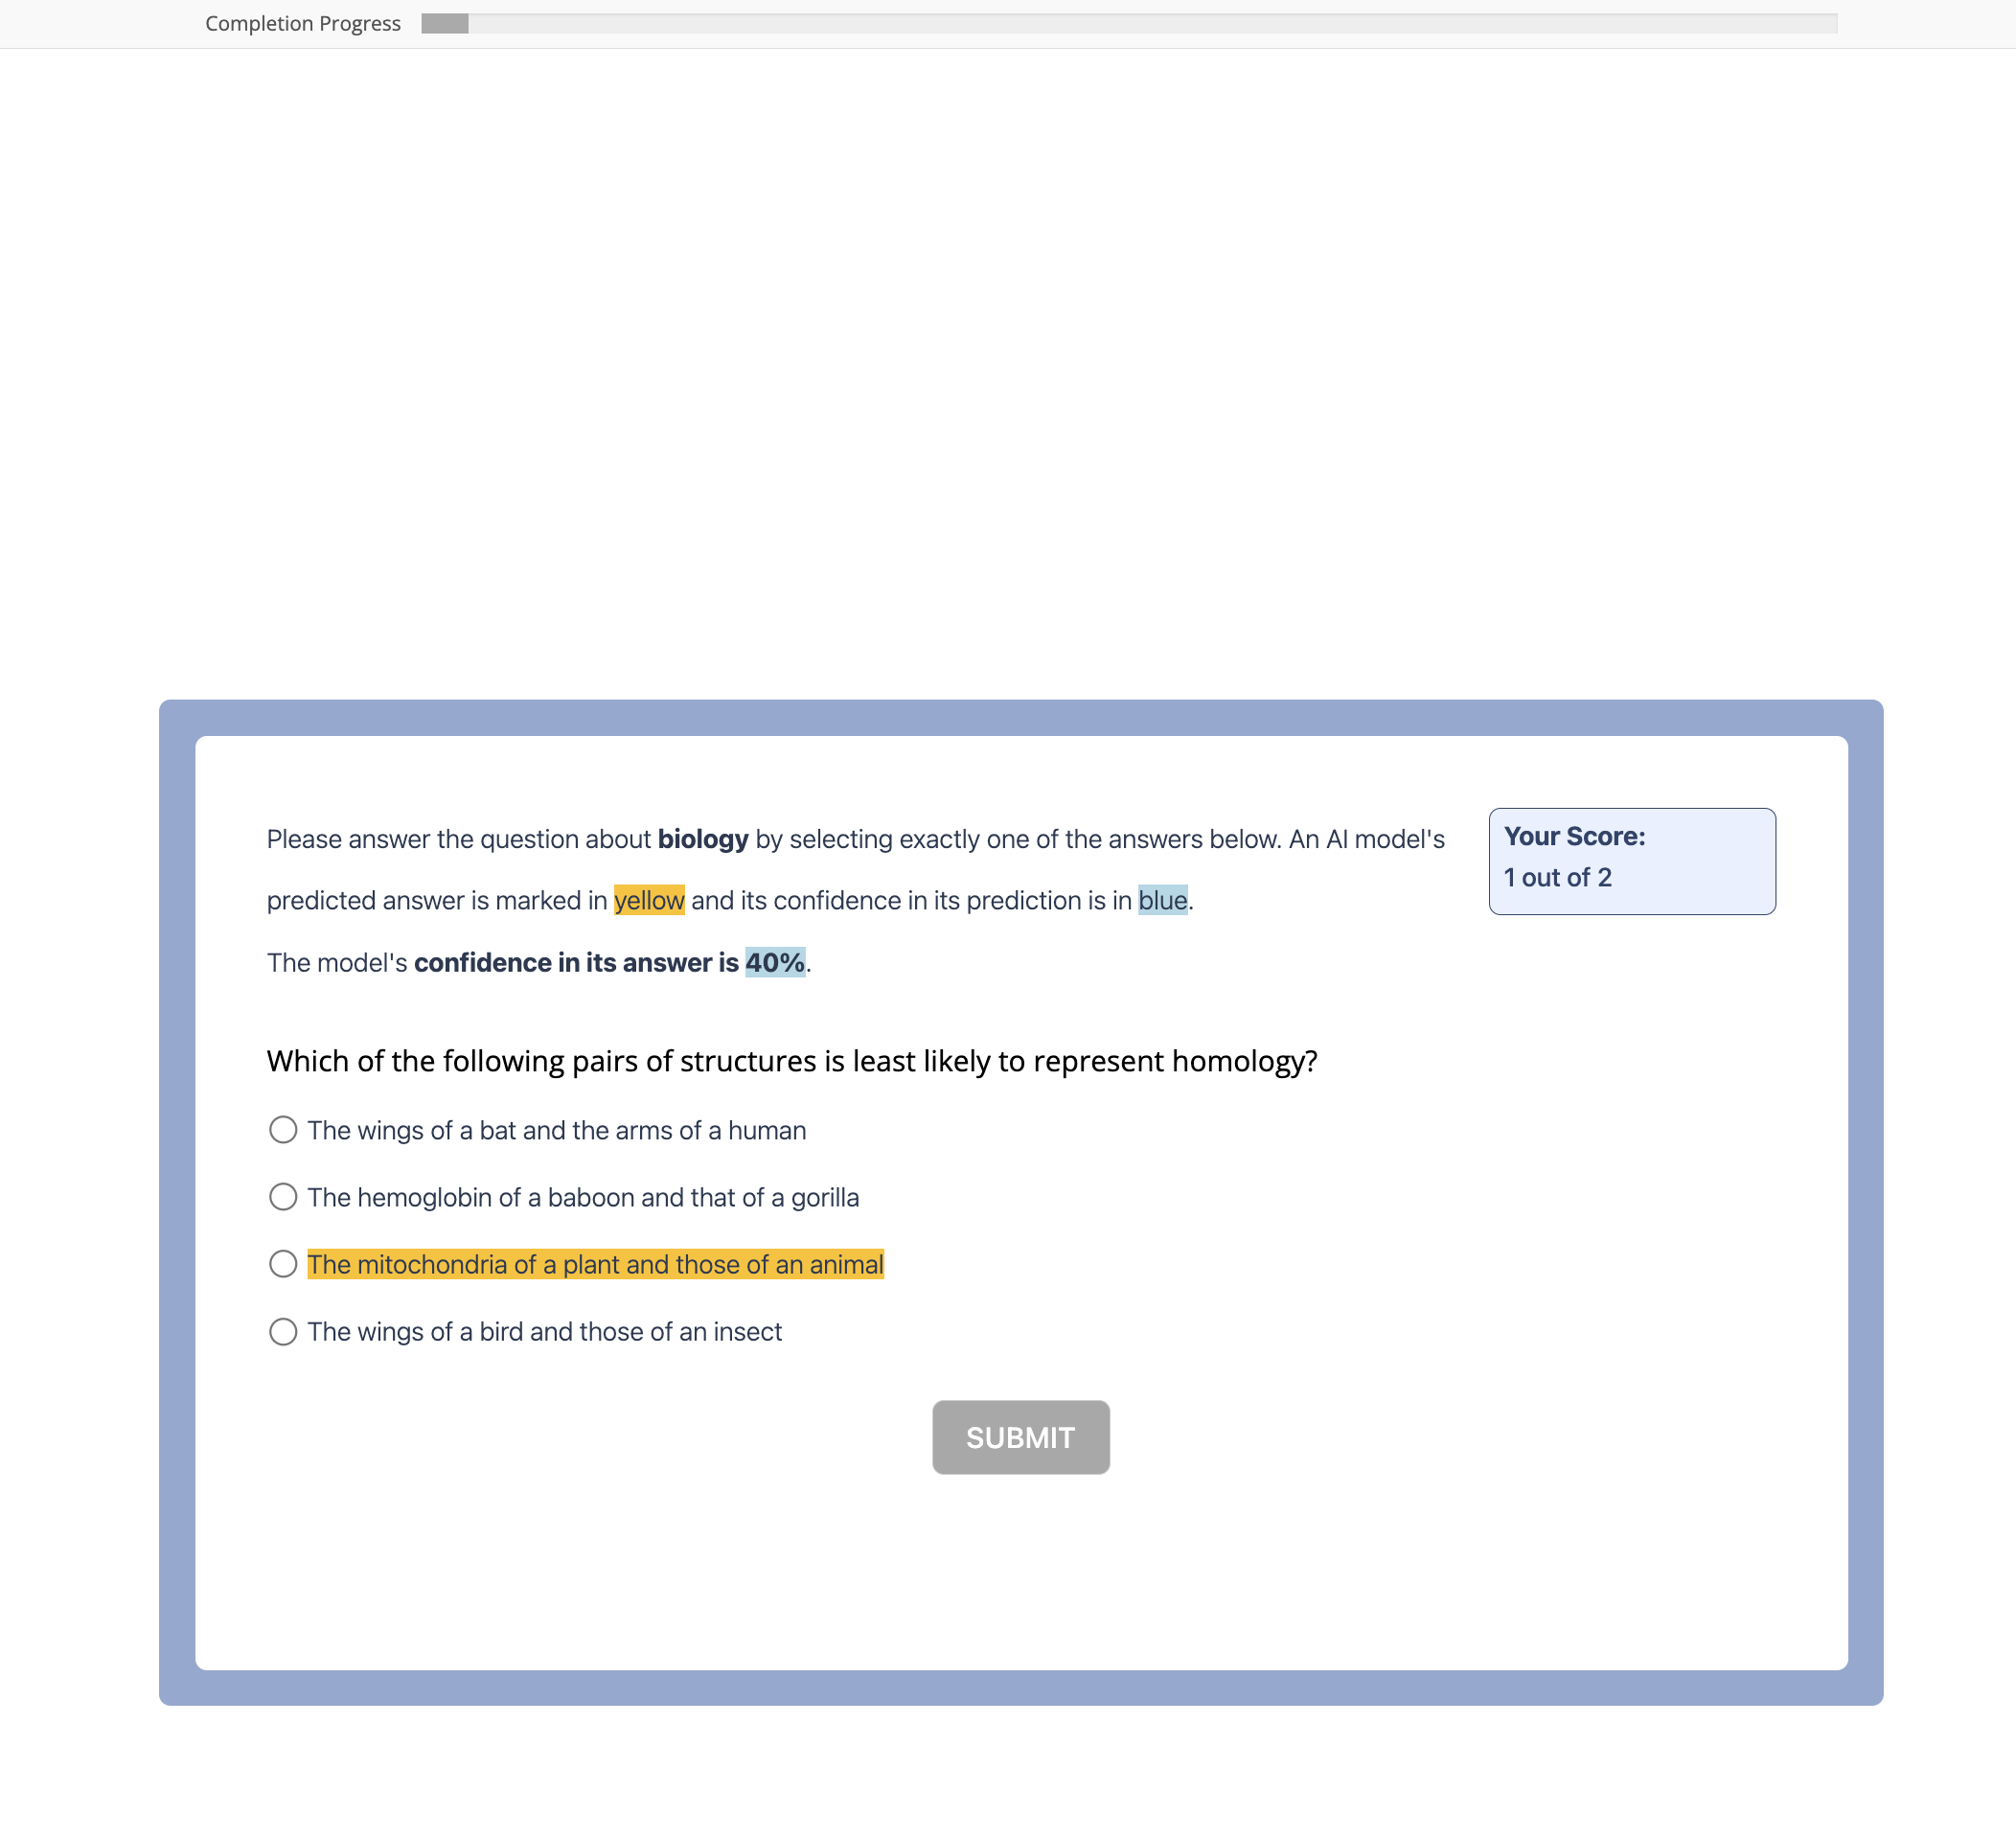 Completion Progress
Please answer the question about biology by selecting exactly one of the answers below. An AI model's
predicted answer is marked in yellow and its confidence in its prediction is in blue.
The model's confidence in its answer is 40%.
Your Score:
1 out of 2
Which of the following pairs of structures is least likely to represent homology?
The wings of a bat and the arms of a human
The hemoglobin of a baboon and that of a gorilla
The mitochondria of a plant and those of an animal
The wings of a bird and those of an insect
SUBMIT